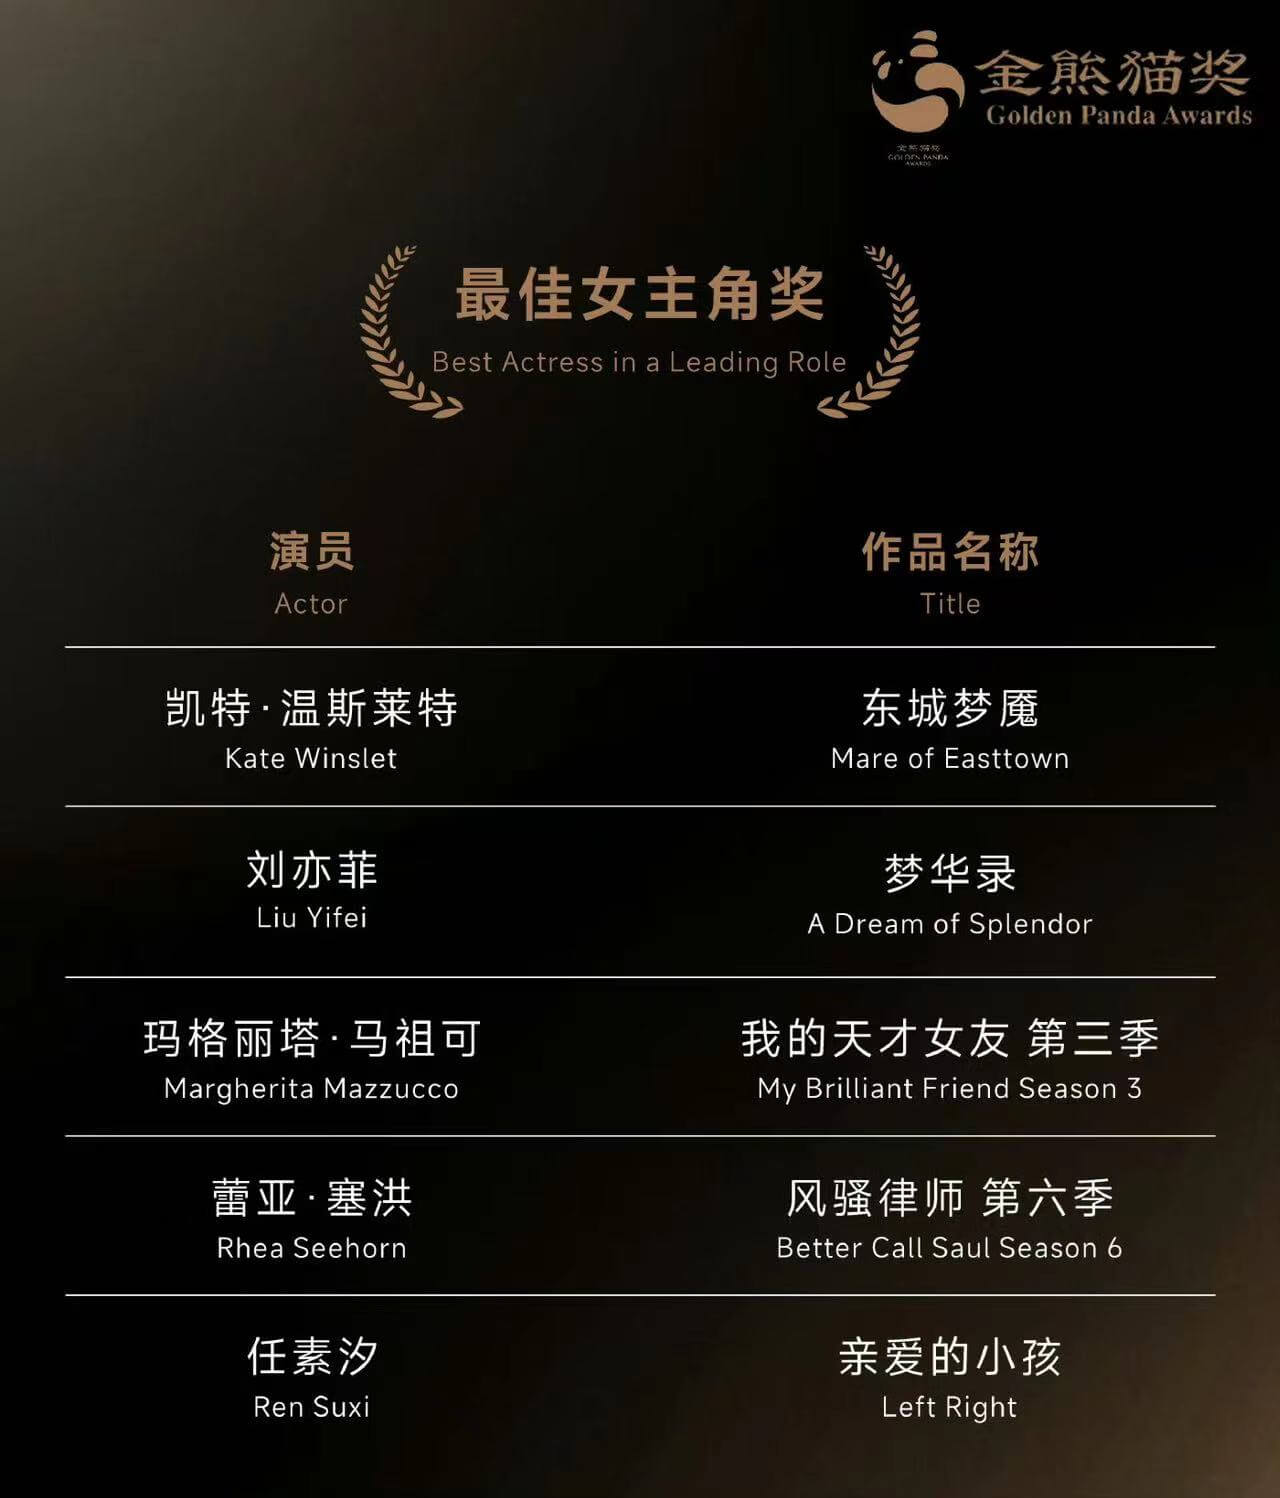 金熊猫奖
Golden Panda Awards
金熊猫奖
GOLDEN PANDA
AWARDS
最佳女主角奖
Best Actress in a Leading Role
演员
作品名称
Actor
Title
凯特·温斯莱特
东城梦魇
Kate Winslet
Mare of Easttown
刘亦菲
梦华录
Liu Yifei
A Dream of Splendor
玛格丽塔·马祖可
我的天才女友 第三季
Margherita Mazzucco
My Brilliant Friend Season 3
蕾亚·塞洪
风骚律师 第六季
Rhea Seehorn
Better Call Saul Season 6
任素汐
亲爱的小孩
Ren Suxi
Left Right